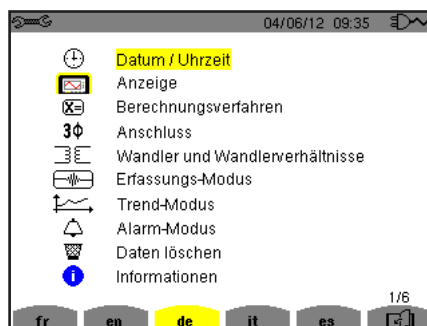 04/06/12 09:35
Datum / Uhrzeit
Anzeige
X= Berechnungsverfahren
3Φ Anschluss
Wandler und Wandlerverhältnisse
Erfassungs-Modus
Trend-Modus
Alarm-Modus
Daten löschen
i Informationen
1/6
fr en de it es